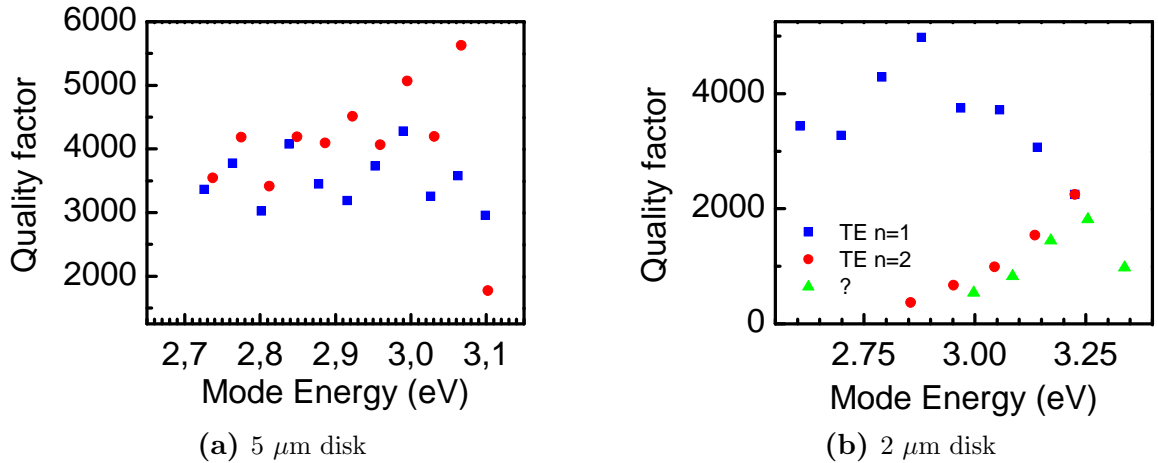 6000
5000
4000
3000
2000
Quality factor
2,7 2,8 2,9 3,0 3,1
Mode Energy (eV)
(a) 5 μm disk
4000
2000
0
Quality factor
TE n=1
TE n=2
?
2.75 3.00 3.25
Mode Energy (eV)
(b) 2 μm disk